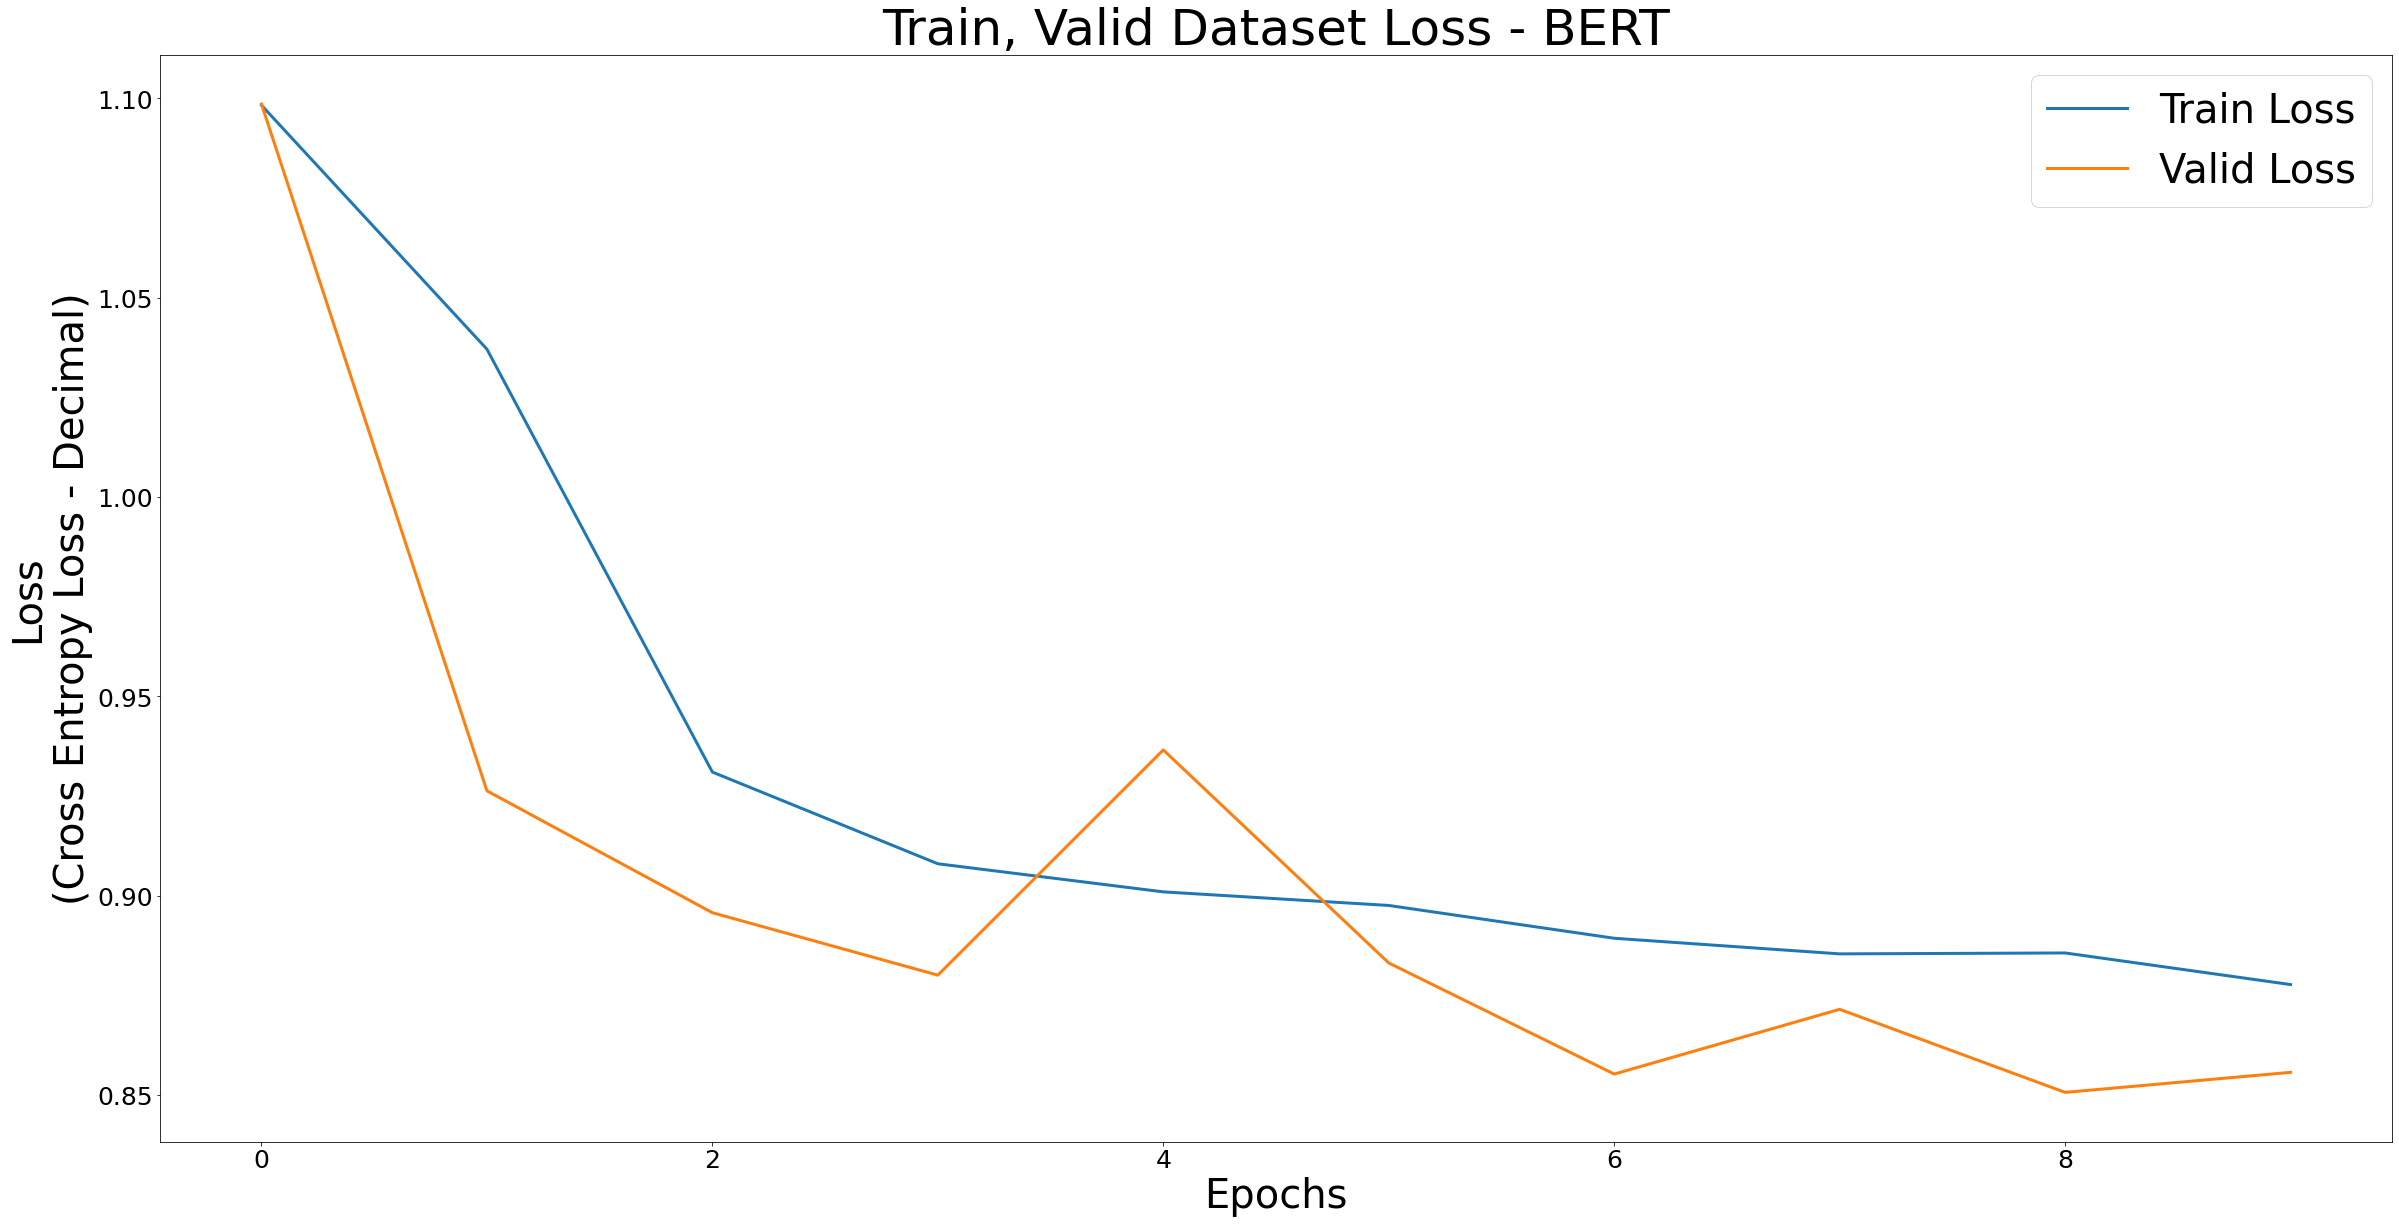 Train, Valid Dataset Loss - BERT
Train Loss
Valid Loss
Loss
(Cross Entropy Loss - Decimal)
1.10
1.05
1.00
0.95
0.90
0.85
0
2
4
6
8
Epochs